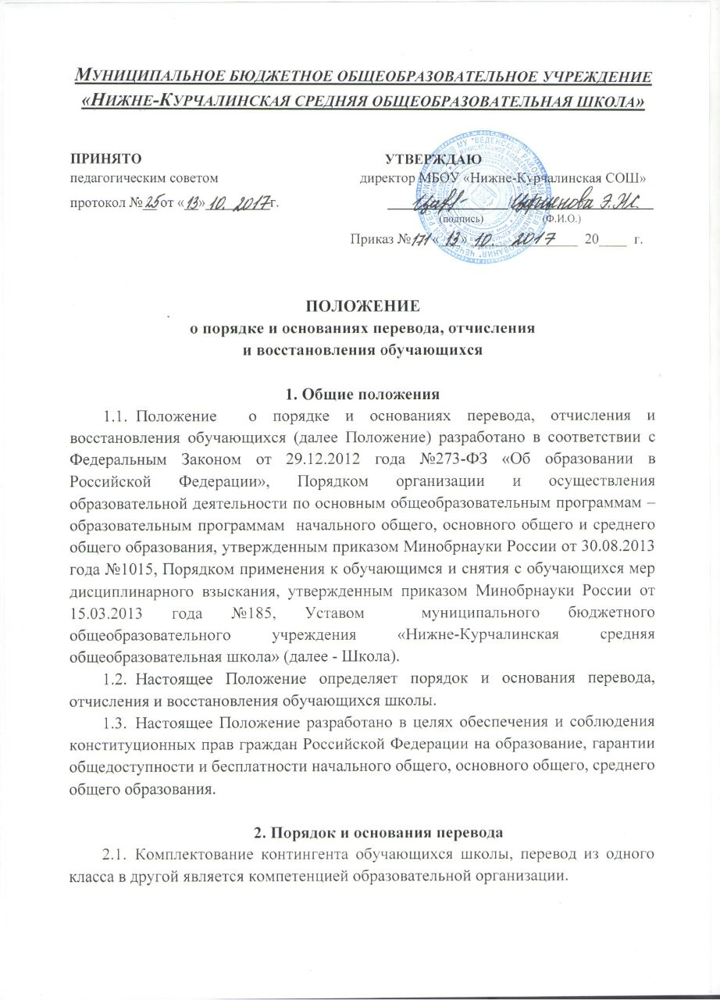 МУНИЦИПАЛЬНОЕ БЮДЖЕТНОЕ ОБЩЕОБРАЗОВАТЕЛЬНОЕ УЧРЕЖДЕНИЕ
«НИЖНЕ-КУРЧАЛИНСКАЯ СРЕДНЯЯ ОБЩЕОБРАЗОВАТЕЛЬНАЯ ШКОЛА»
ПРИНЯТО УТВЕРЖДАЮ
педагогическим советом директор МБОУ «Нижне-Курчалинская СОШ»
протокол № 25 от «13» 10. 2017г.
(подпись) (Ф.И.О.)
Приказ № 171 «13» 10. 2017 20____ г.
ПОЛОЖЕНИЕ
о порядке и основаниях перевода, отчисления
и восстановления обучающихся
1. Общие положения
1.1. Положение о порядке и основаниях перевода, отчисления и
восстановления обучающихся (далее Положение) разработано в соответствии с
Федеральным Законом от 29.12.2012 года №273-ФЗ «Об образовании в
Российской Федерации», Порядком организации и осуществления
образовательной деятельности по основным общеобразовательным программам –
образовательным программам начального общего, основного общего и среднего
общего образования, утвержденным приказом Минобрнауки России от 30.08.2013
года №1015, Порядком применения к обучающимся и снятия с обучающихся мер
дисциплинарного взыскания, утвержденным приказом Минобрнауки России от
15.03.2013 года №185, Уставом муниципального бюджетного
общеобразовательного учреждения «Нижне-Курчалинская средняя
общеобразовательная школа» (далее - Школа).
1.2. Настоящее Положение определяет порядок и основания перевода,
отчисления и восстановления обучающихся школы.
1.3. Настоящее Положение разработано в целях обеспечения и соблюдения
конституционных прав граждан Российской Федерации на образование, гарантии
общедоступности и бесплатности начального общего, основного общего, среднего
общего образования.
2. Порядок и основания перевода
2.1. Комплектование контингента обучающихся школы, перевод из одного
класса в другой является компетенцией образовательной организации.